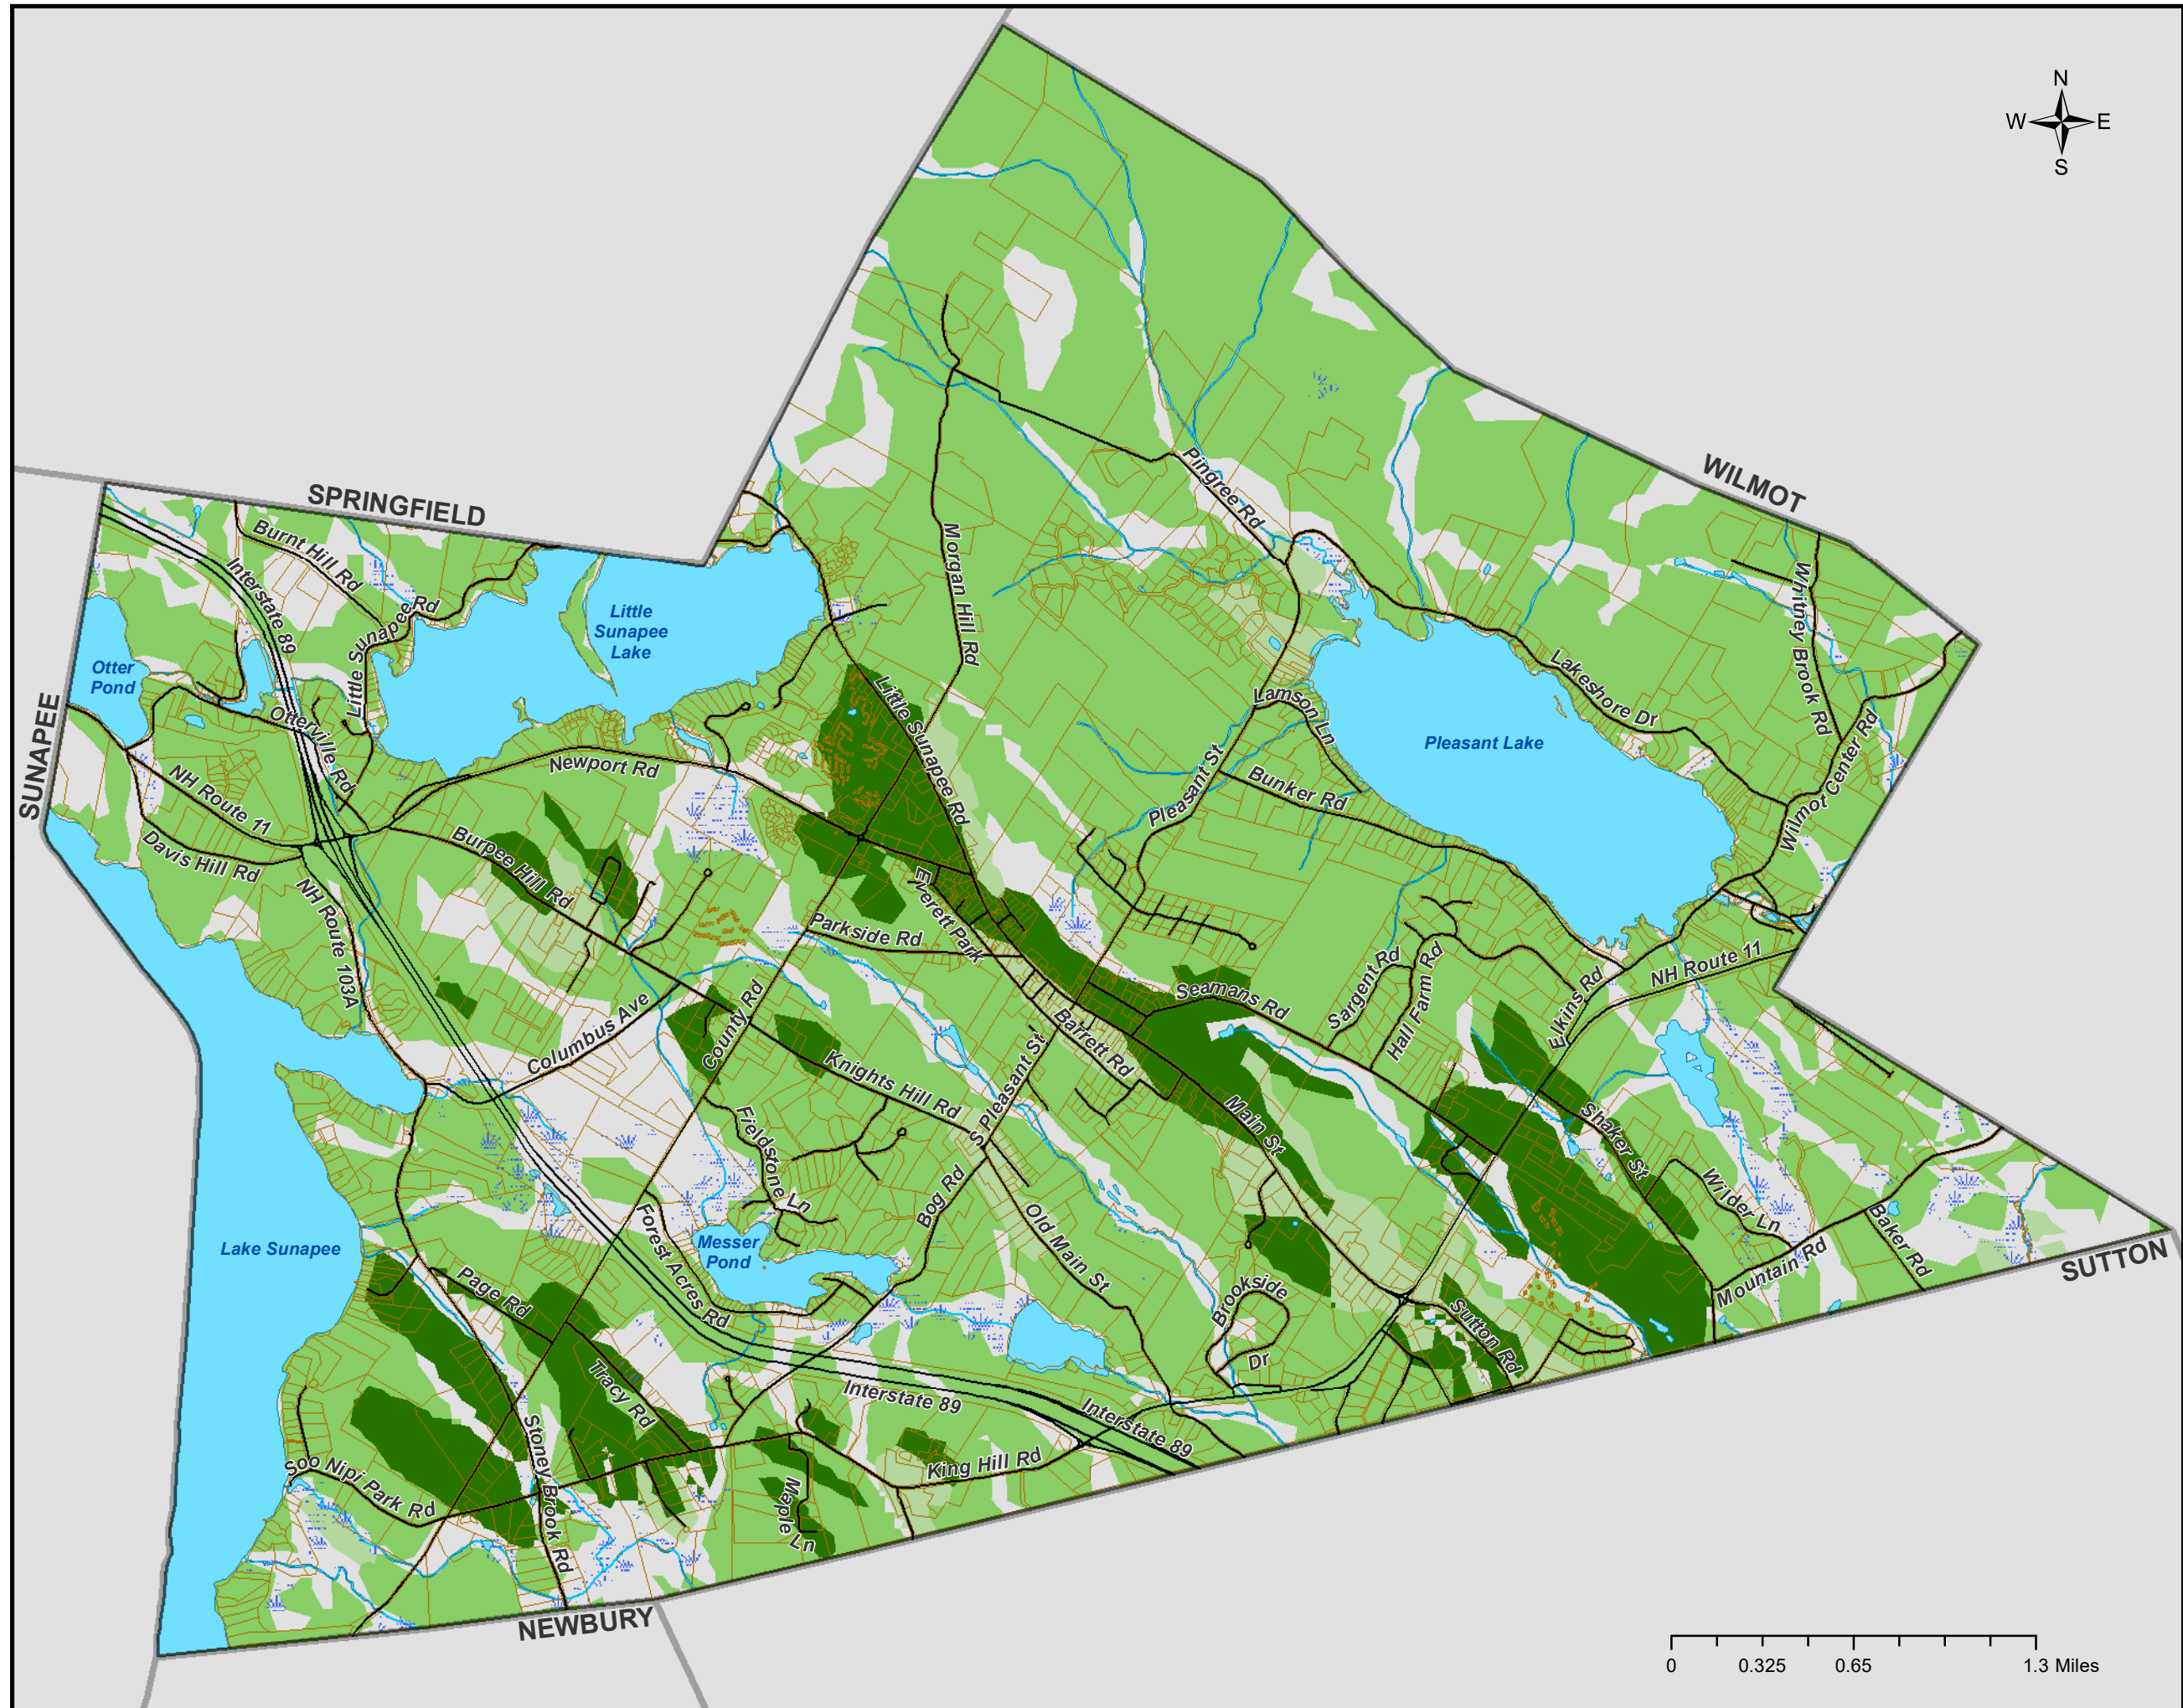 N
W E
S
WILMOT
SPRINGFIELD
Burnt Hill Rd
Interstate 89
Pingree Rd
Morgan Hill Rd
Little
Sunapee
Lake
Little Sunapee Rd
Whitney Brook Rd
Otter
Pond
Lakeshore Dr
SUNAPEE
Otterville Rd
Little Sunapee Rd
Lamson Ln
Pleasant Lake
Wilmot Center Rd
Newport Rd
NH Route 11
Pleasant St
Bunker Rd
Davis Hill Rd
Burpee Hill Rd
NH Route 103A
Everett Park
Parkside Rd
NH Route 11
Seamans Rd
Sargent Rd
Hall Farm Rd
Elkins Rd
Columbus Ave
County Rd
Barrett Rd
Knights Hill Rd
S Pleasant St
Fieldstone Ln
Main St
Shaker St
Wilder Ln
Bog Rd
Old Main St
Baker Rd
Mountain Rd
SUTTON
Lake Sunapee
Messer
Pond
Forest Acres Rd
Page Rd
Brookside
Dr
Sutton Rd
Tracy Rd
Interstate 89
Interstate 89
King Hill Rd
Stoney Brook Rd
Soo Nipi Park Rd
Maple Ln
NEWBURY
0 0.325 0.65 1.3 Miles